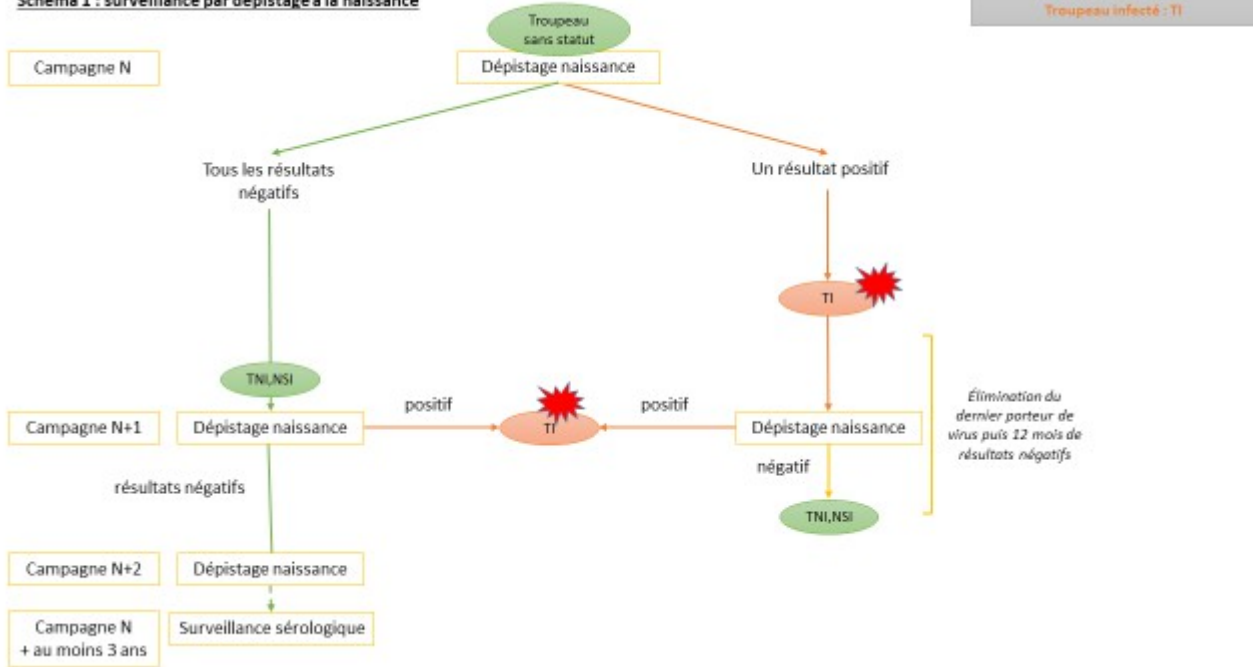 Schéma 1 : surveillance par dépistage à la naissance
Troupeau infecté : TI
Troupeau
sans statut
Campagne N
Dépistage naissance
Tous les résultats
négatifs
Un résultat positif
TI
TNI,NSI
positif
positif
Campagne N+1
Dépistage naissance
TI
Dépistage naissance
Élimination du
dernier porteur de
virus puis 12 mois de
résultats négatifs
négatif
résultats négatifs
TNI,NSI
Campagne N+2
Dépistage naissance
Campagne N
+ au moins 3 ans
Surveillance sérologique